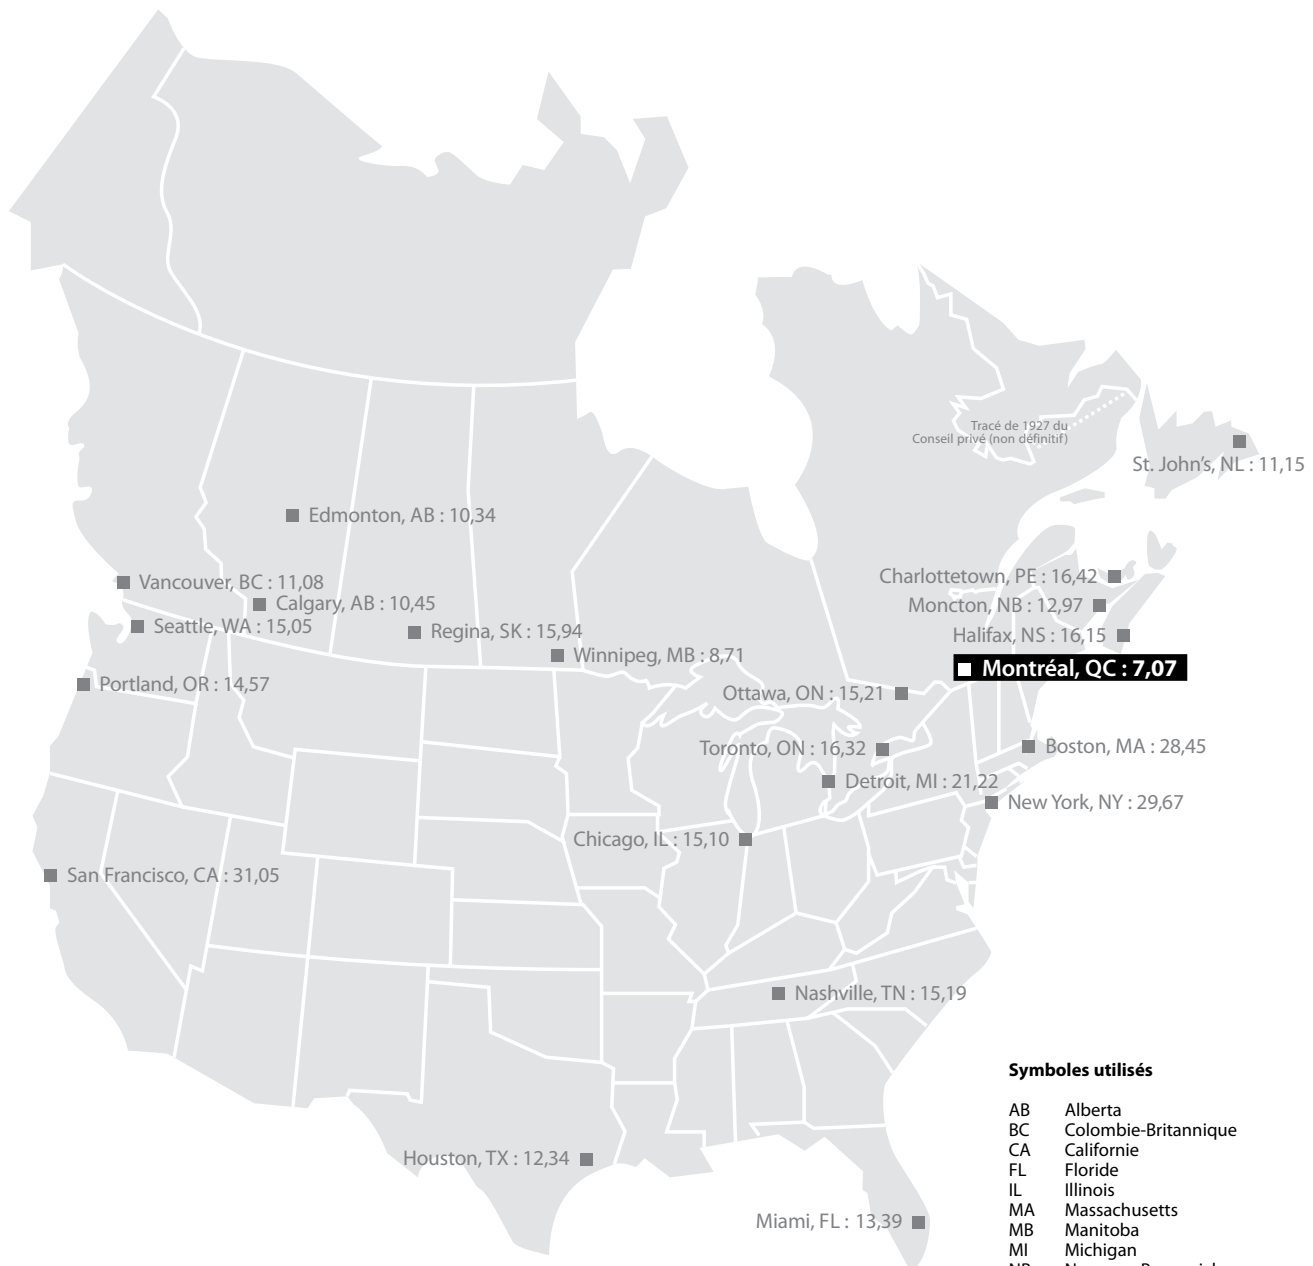 Tracé de 1927 du
Conseil privé (non définitif)
St. John's, NL : 11,15
Edmonton, AB : 10,34
Vancouver, BC : 11,08
Charlottetown, PE : 16,42
Calgary, AB : 10,45
Moncton, NB : 12,97
Seattle, WA : 15,05
Regina, SK : 15,94
Halifax, NS : 16,15
Winnipeg, MB : 8,71
Montréal, QC : 7,07
Portland, OR : 14,57
Ottawa, ON : 15,21
Toronto, ON : 16,32
Boston, MA : 28,45
Detroit, MI : 21,22
New York, NY : 29,67
Chicago, IL : 15,10
San Francisco, CA : 31,05
Nashville, TN : 15,19
Houston, TX : 12,34
Miami, FL : 13,39
Symboles utilisés
AB Alberta
BC Colombie-Britannique
CA Californie
FL Floride
IL Illinois
MA Massachusetts
MB Manitoba
MI Michigan